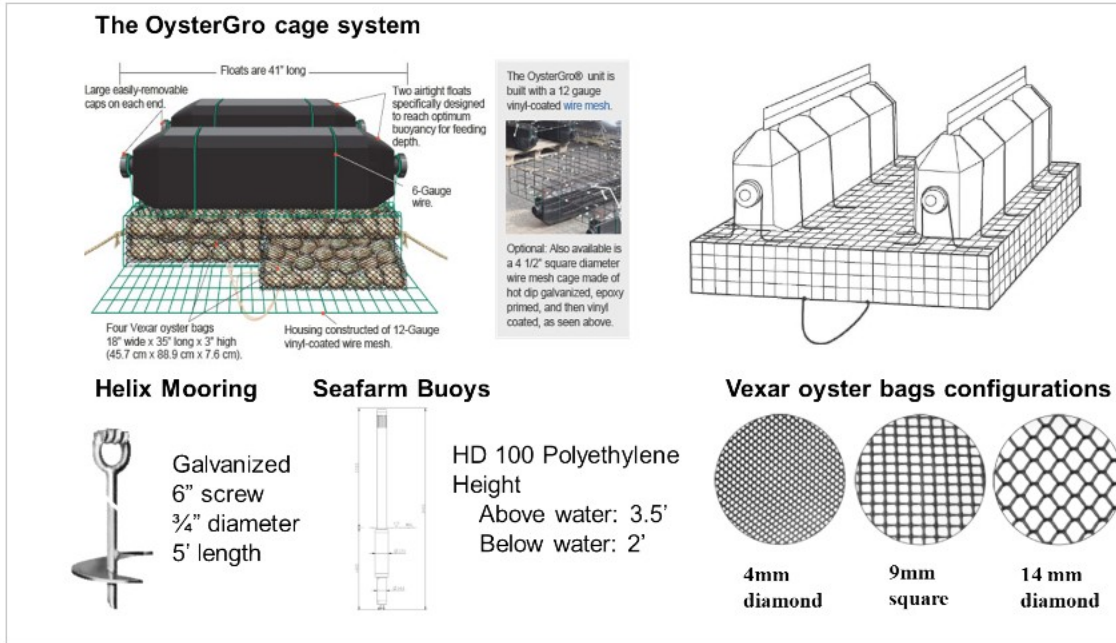 The OysterGro cage system
Floats are 41" long
Large easily-removable
caps on each end.
Two airtight floats
specifically designed
to reach optimum
buoyancy for feeding
depth.
6-Gauge
wire.
Four Vexar oyster bags
18" wide x 35" long x 3" high
(45.7 cm x 88.9 cm x 7.6 cm).
Housing constructed of 12-Gauge
vinyl-coated wire mesh.
The OysterGro® unit is
built with a 12 gauge
vinyl-coated wire mesh.
Optional: Also available is
a 4 1/2" square diameter
wire mesh cage made of
hot dip galvanized, epoxy
primed, and then vinyl
coated, as seen above.
Helix Mooring
Galvanized
6” screw
¾” diameter
5’ length
Seafarm Buoys
HD 100 Polyethylene
Height
Above water: 3.5’
Below water: 2’
Vexar oyster bags configurations
4mm
diamond
9mm
square
14 mm
diamond